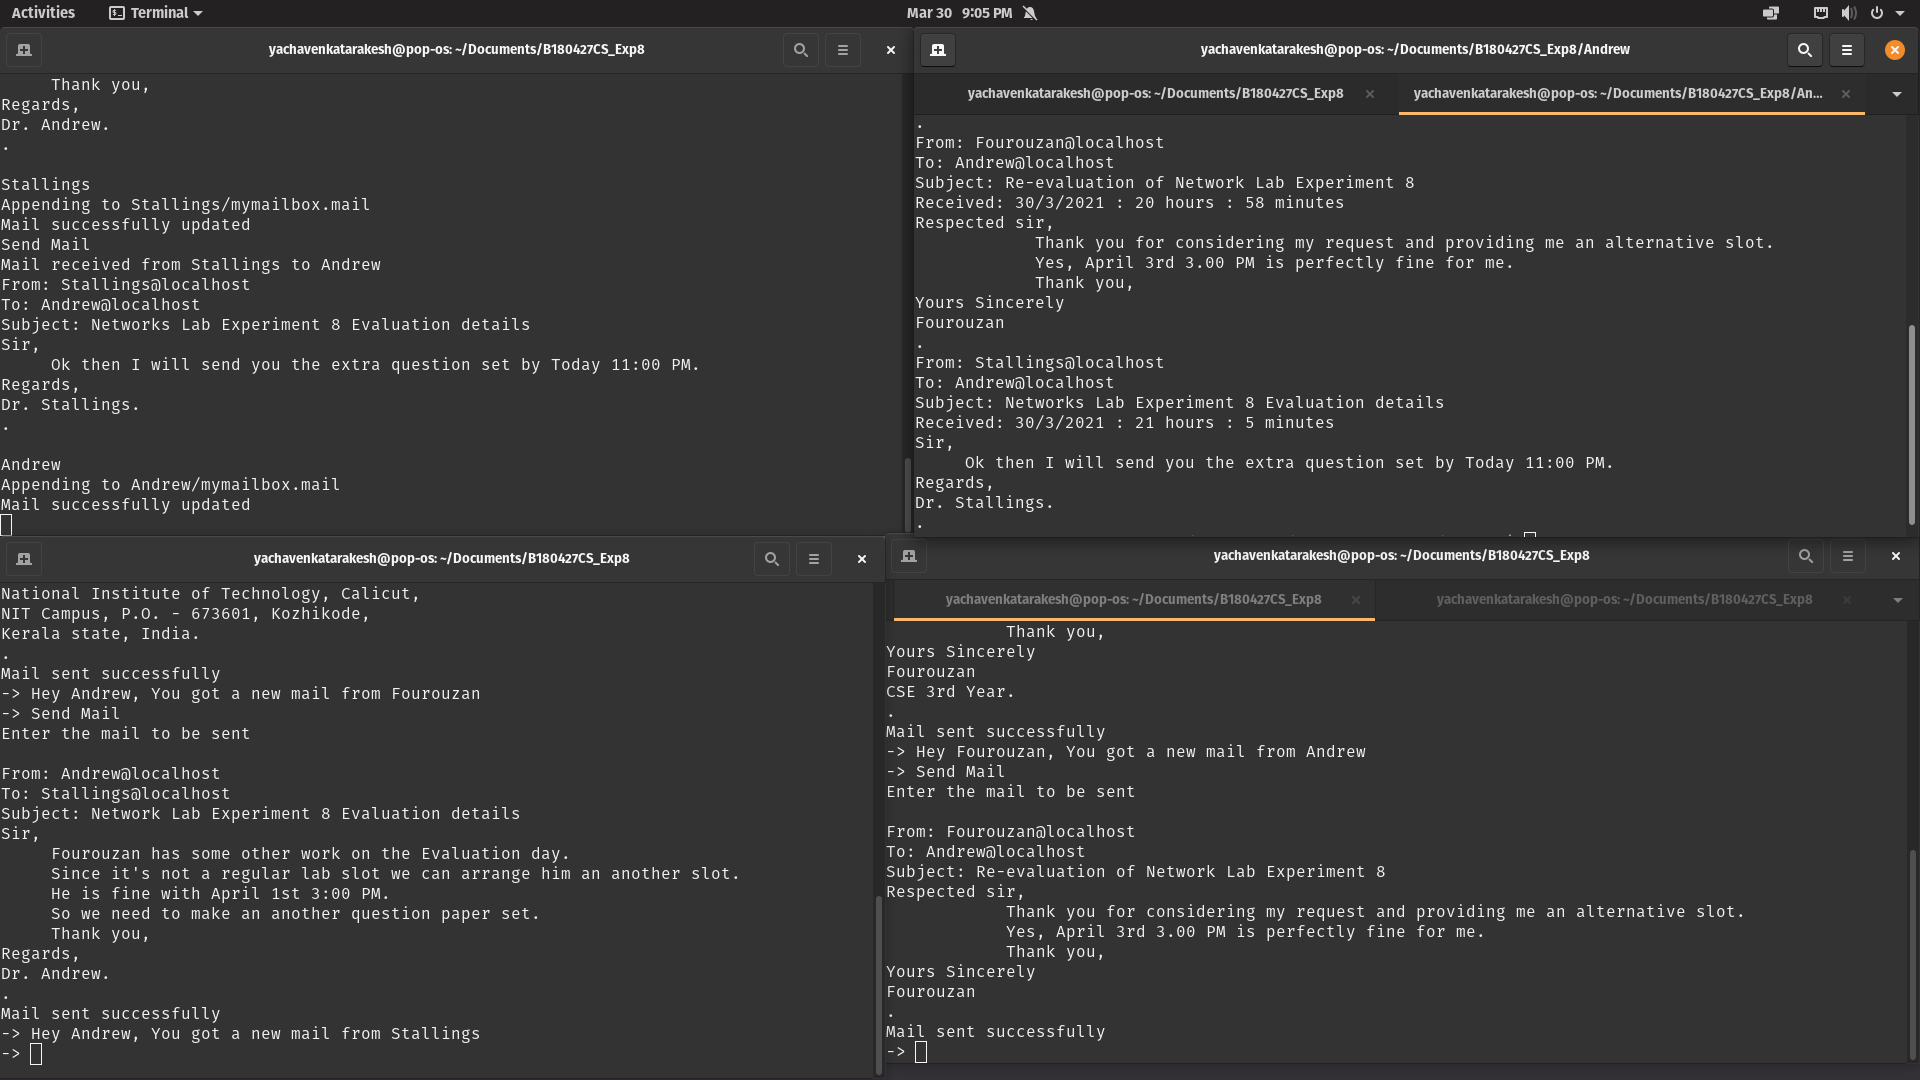 Activities
Terminal
Mar 30 9:05 PM
yachavenkatarakesh@pop-os: ~/Documents/B180427CS_Exp8
Thank you,
Regards,
Dr. Andrew.
.
Stallings
Appending to Stallings/mymailbox.mail
Mail successfully updated
Send Mail
Mail received from Stallings to Andrew
From: Stallings@localhost
To: Andrew@localhost
Subject: Networks Lab Experiment 8 Evaluation details
Sir,
Ok then I will send you the extra question set by Today 11:00 PM.
Regards,
Dr. Stallings.
.
Andrew
Appending to Andrew/mymailbox.mail
Mail successfully updated
yachavenkatarakesh@pop-os: ~/Documents/B180427CS_Exp8/Andrew
yachavenkatarakesh@pop-os: ~/Documents/B180427CS_Exp8
yachavenkatarakesh@pop-os: ~/Documents/B180427CS_Exp8/An...
.
From: Fourouzan@localhost
To: Andrew@localhost
Subject: Re-evaluation of Network Lab Experiment 8
Received: 30/3/2021 : 20 hours : 58 minutes
Respected sir,
Thank you for considering my request and providing me an alternative slot.
Yes, April 3rd 3.00 PM is perfectly fine for me.
Thank you,
Yours Sincerely
Fourouzan
.
From: Stallings@localhost
To: Andrew@localhost
Subject: Networks Lab Experiment 8 Evaluation details
Received: 30/3/2021 : 21 hours : 5 minutes
Sir,
Ok then I will send you the extra question set by Today 11:00 PM.
Regards,
Dr. Stallings.
.
yachavenkatarakesh@pop-os: ~/Documents/B180427CS_Exp8
National Institute of Technology, Calicut,
NIT Campus, P.O. - 673601, Kozhikode,
Kerala state, India.
.
Mail sent successfully
-> Hey Andrew, You got a new mail from Fourouzan
-> Send Mail
Enter the mail to be sent
From: Andrew@localhost
To: Stallings@localhost
Subject: Network Lab Experiment 8 Evaluation details
Sir,
Fourouzan has some other work on the Evaluation day.
Since it's not a regular lab slot we can arrange him an another slot.
He is fine with April 1st 3:00 PM.
So we need to make an another question paper set.
Thank you,
Regards,
Dr. Andrew.
.
Mail sent successfully
-> Hey Andrew, You got a new mail from Stallings
->
yachavenkatarakesh@pop-os: ~/Documents/B180427CS_Exp8
yachavenkatarakesh@pop-os: ~/Documents/B180427CS_Exp8
yachavenkatarakesh@pop-os: ~/Documents/B180427CS_Exp8
Thank you,
Yours Sincerely
Fourouzan
CSE 3rd Year.
.
Mail sent successfully
-> Hey Fourouzan, You got a new mail from Andrew
-> Send Mail
Enter the mail to be sent
From: Fourouzan@localhost
To: Andrew@localhost
Subject: Re-evaluation of Network Lab Experiment 8
Respected sir,
Thank you for considering my request and providing me an alternative slot.
Yes, April 3rd 3.00 PM is perfectly fine for me.
Thank you,
Yours Sincerely
Fourouzan
.
Mail sent successfully
->